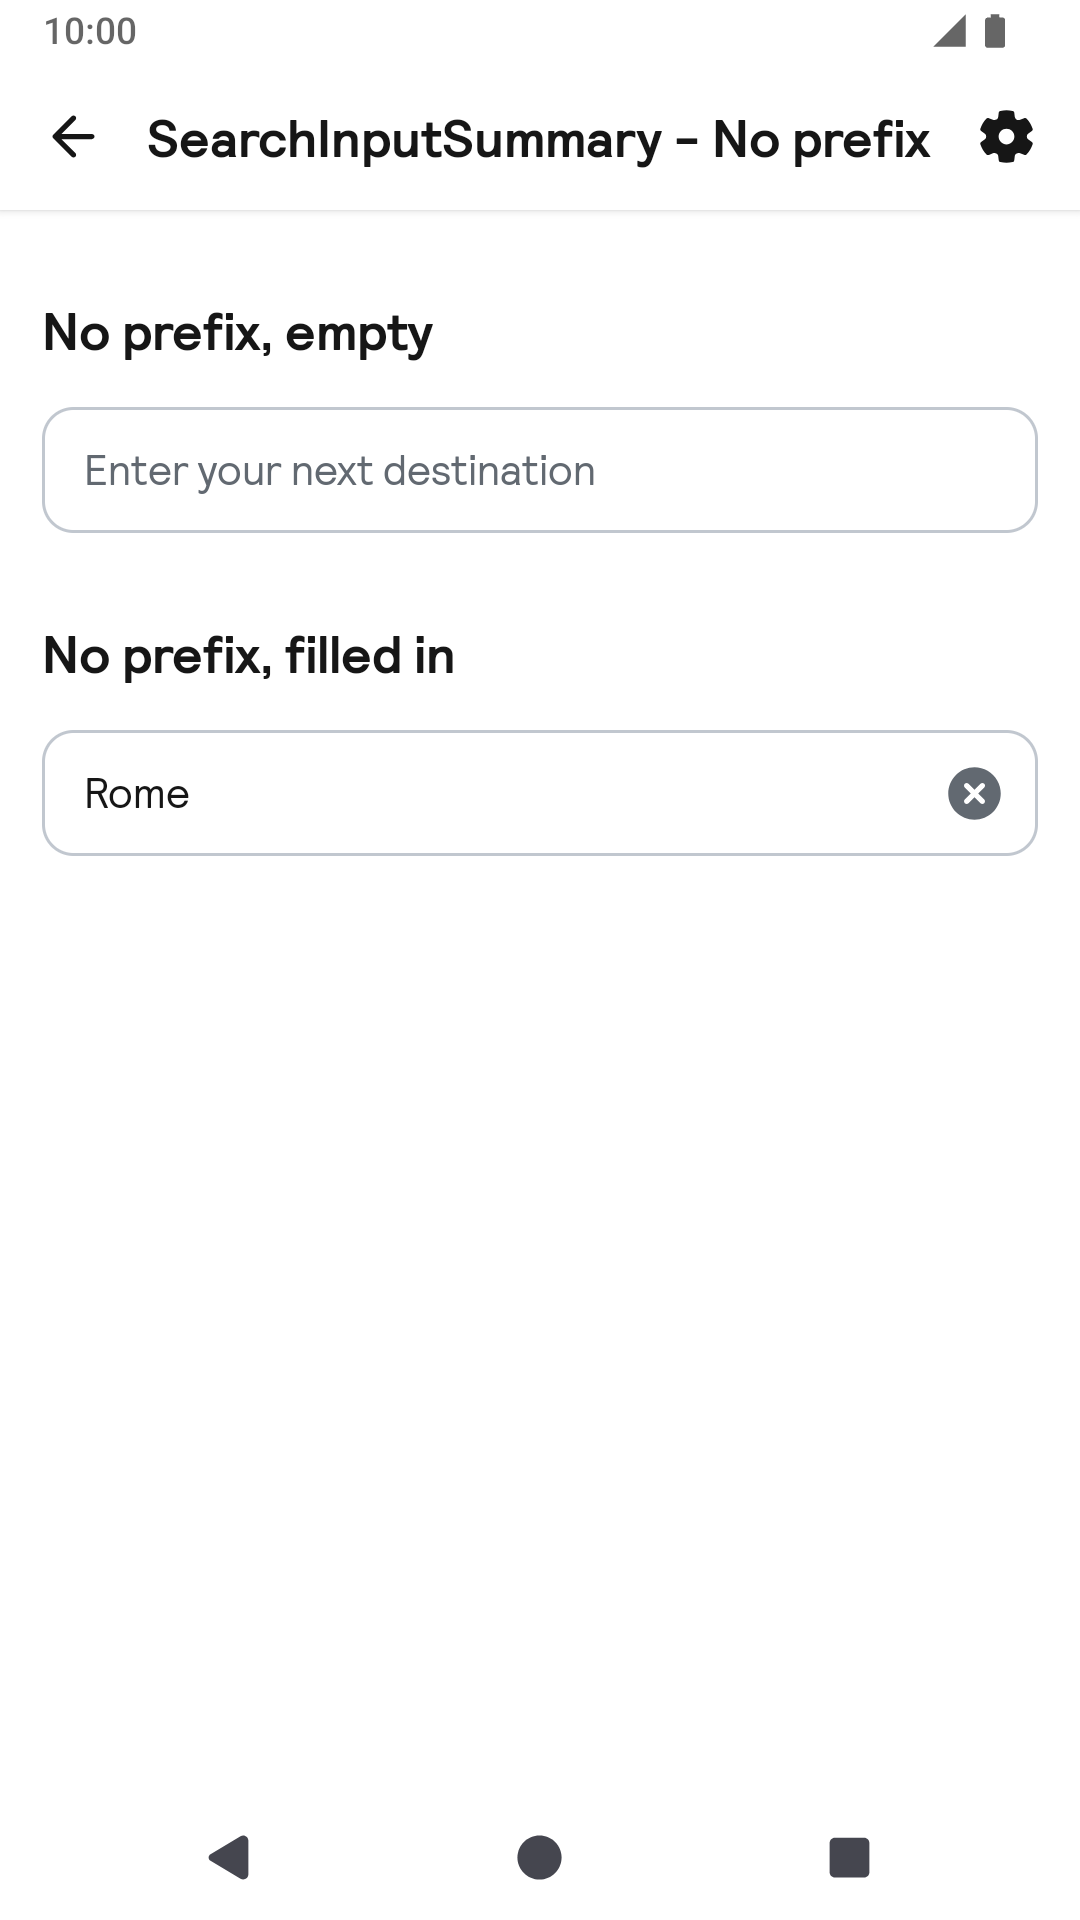 10:00
SearchInputSummary - No prefix
No prefix, empty
Enter your next destination
No prefix, filled in
Rome